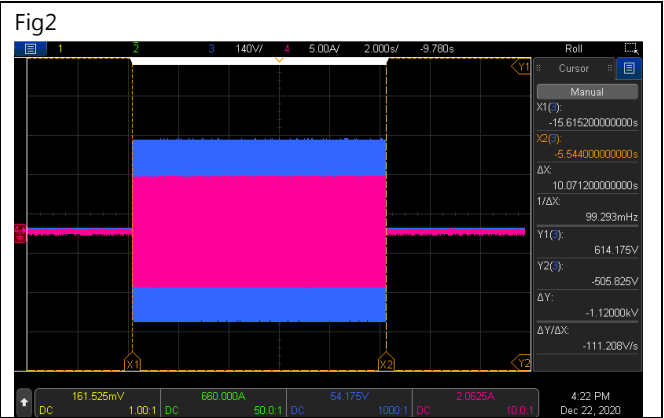 Fig2
1 2 3 140V/ 4 5.00A/ 2.000s/ -9.780s Roll
Y1
Cursor
Manual
X1(3):
-15.615200000000s
X2(3):
-5.544000000000s
ΔX:
10.071200000000s
1/ΔX:
99.293mHz
Y1(3):
614.175V
Y2(3):
-505.825V
ΔY:
-1.12000kV
ΔY/ΔX:
-111.208V/s
X1 X2 Y2
161.525mV 660.000A 54.175V 2.0625A 4:22 PM
DC 1.00:1 DC 50.0:1 DC 1000:1 DC 10.0:1 Dec 22, 2020